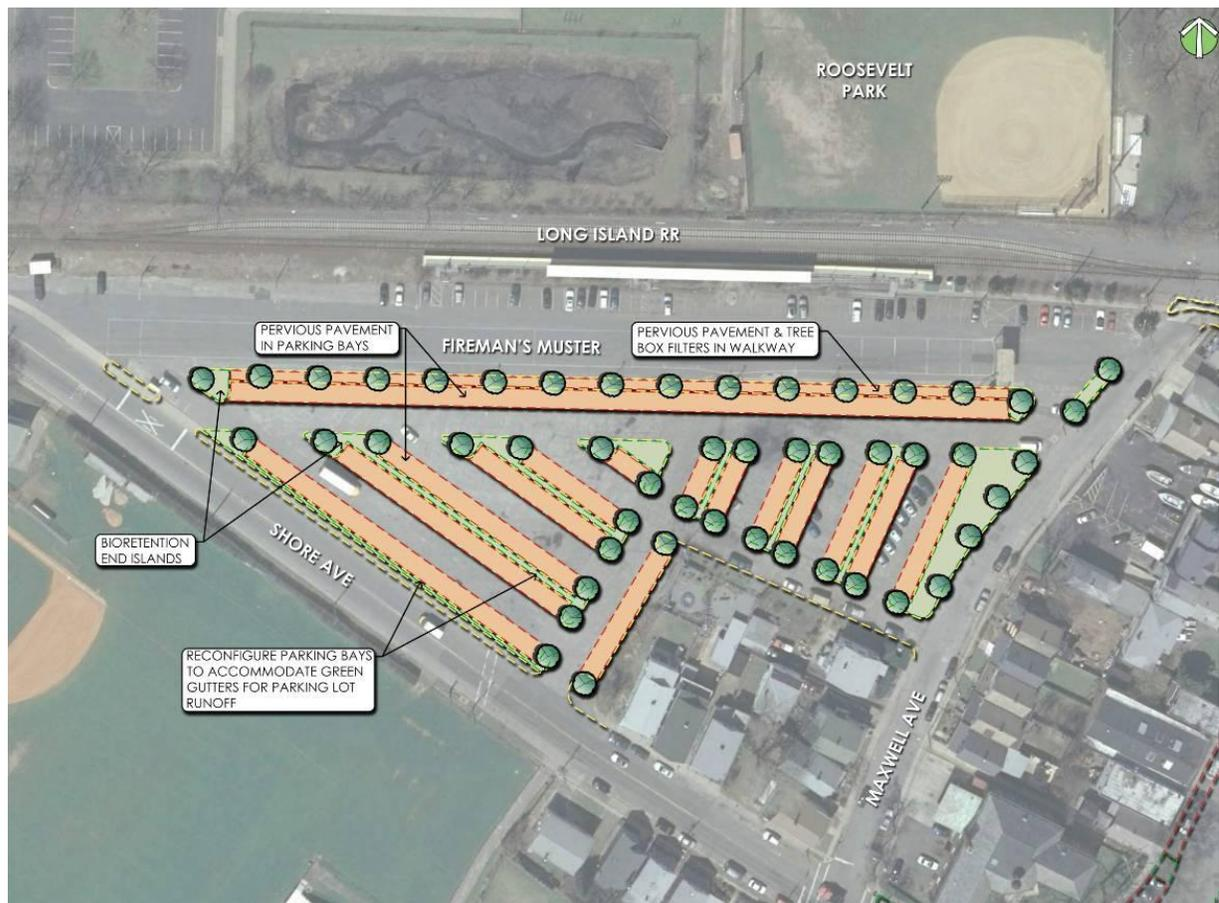 ROOSEVELT
PARK
LONG ISLAND RR
PERVIOUS PAVEMENT
IN PARKING BAYS
FIREMAN'S MUSTER
PERVIOUS PAVEMENT & TREE
BOX FILTERS IN WALKWAY
BIORETENTION
END ISLANDS
SHORE AVE
RECONFIGURE PARKING BAYS
TO ACCOMMODATE GREEN
GUTTERS FOR PARKING LOT
RUNOFF
MAXWELL AVE